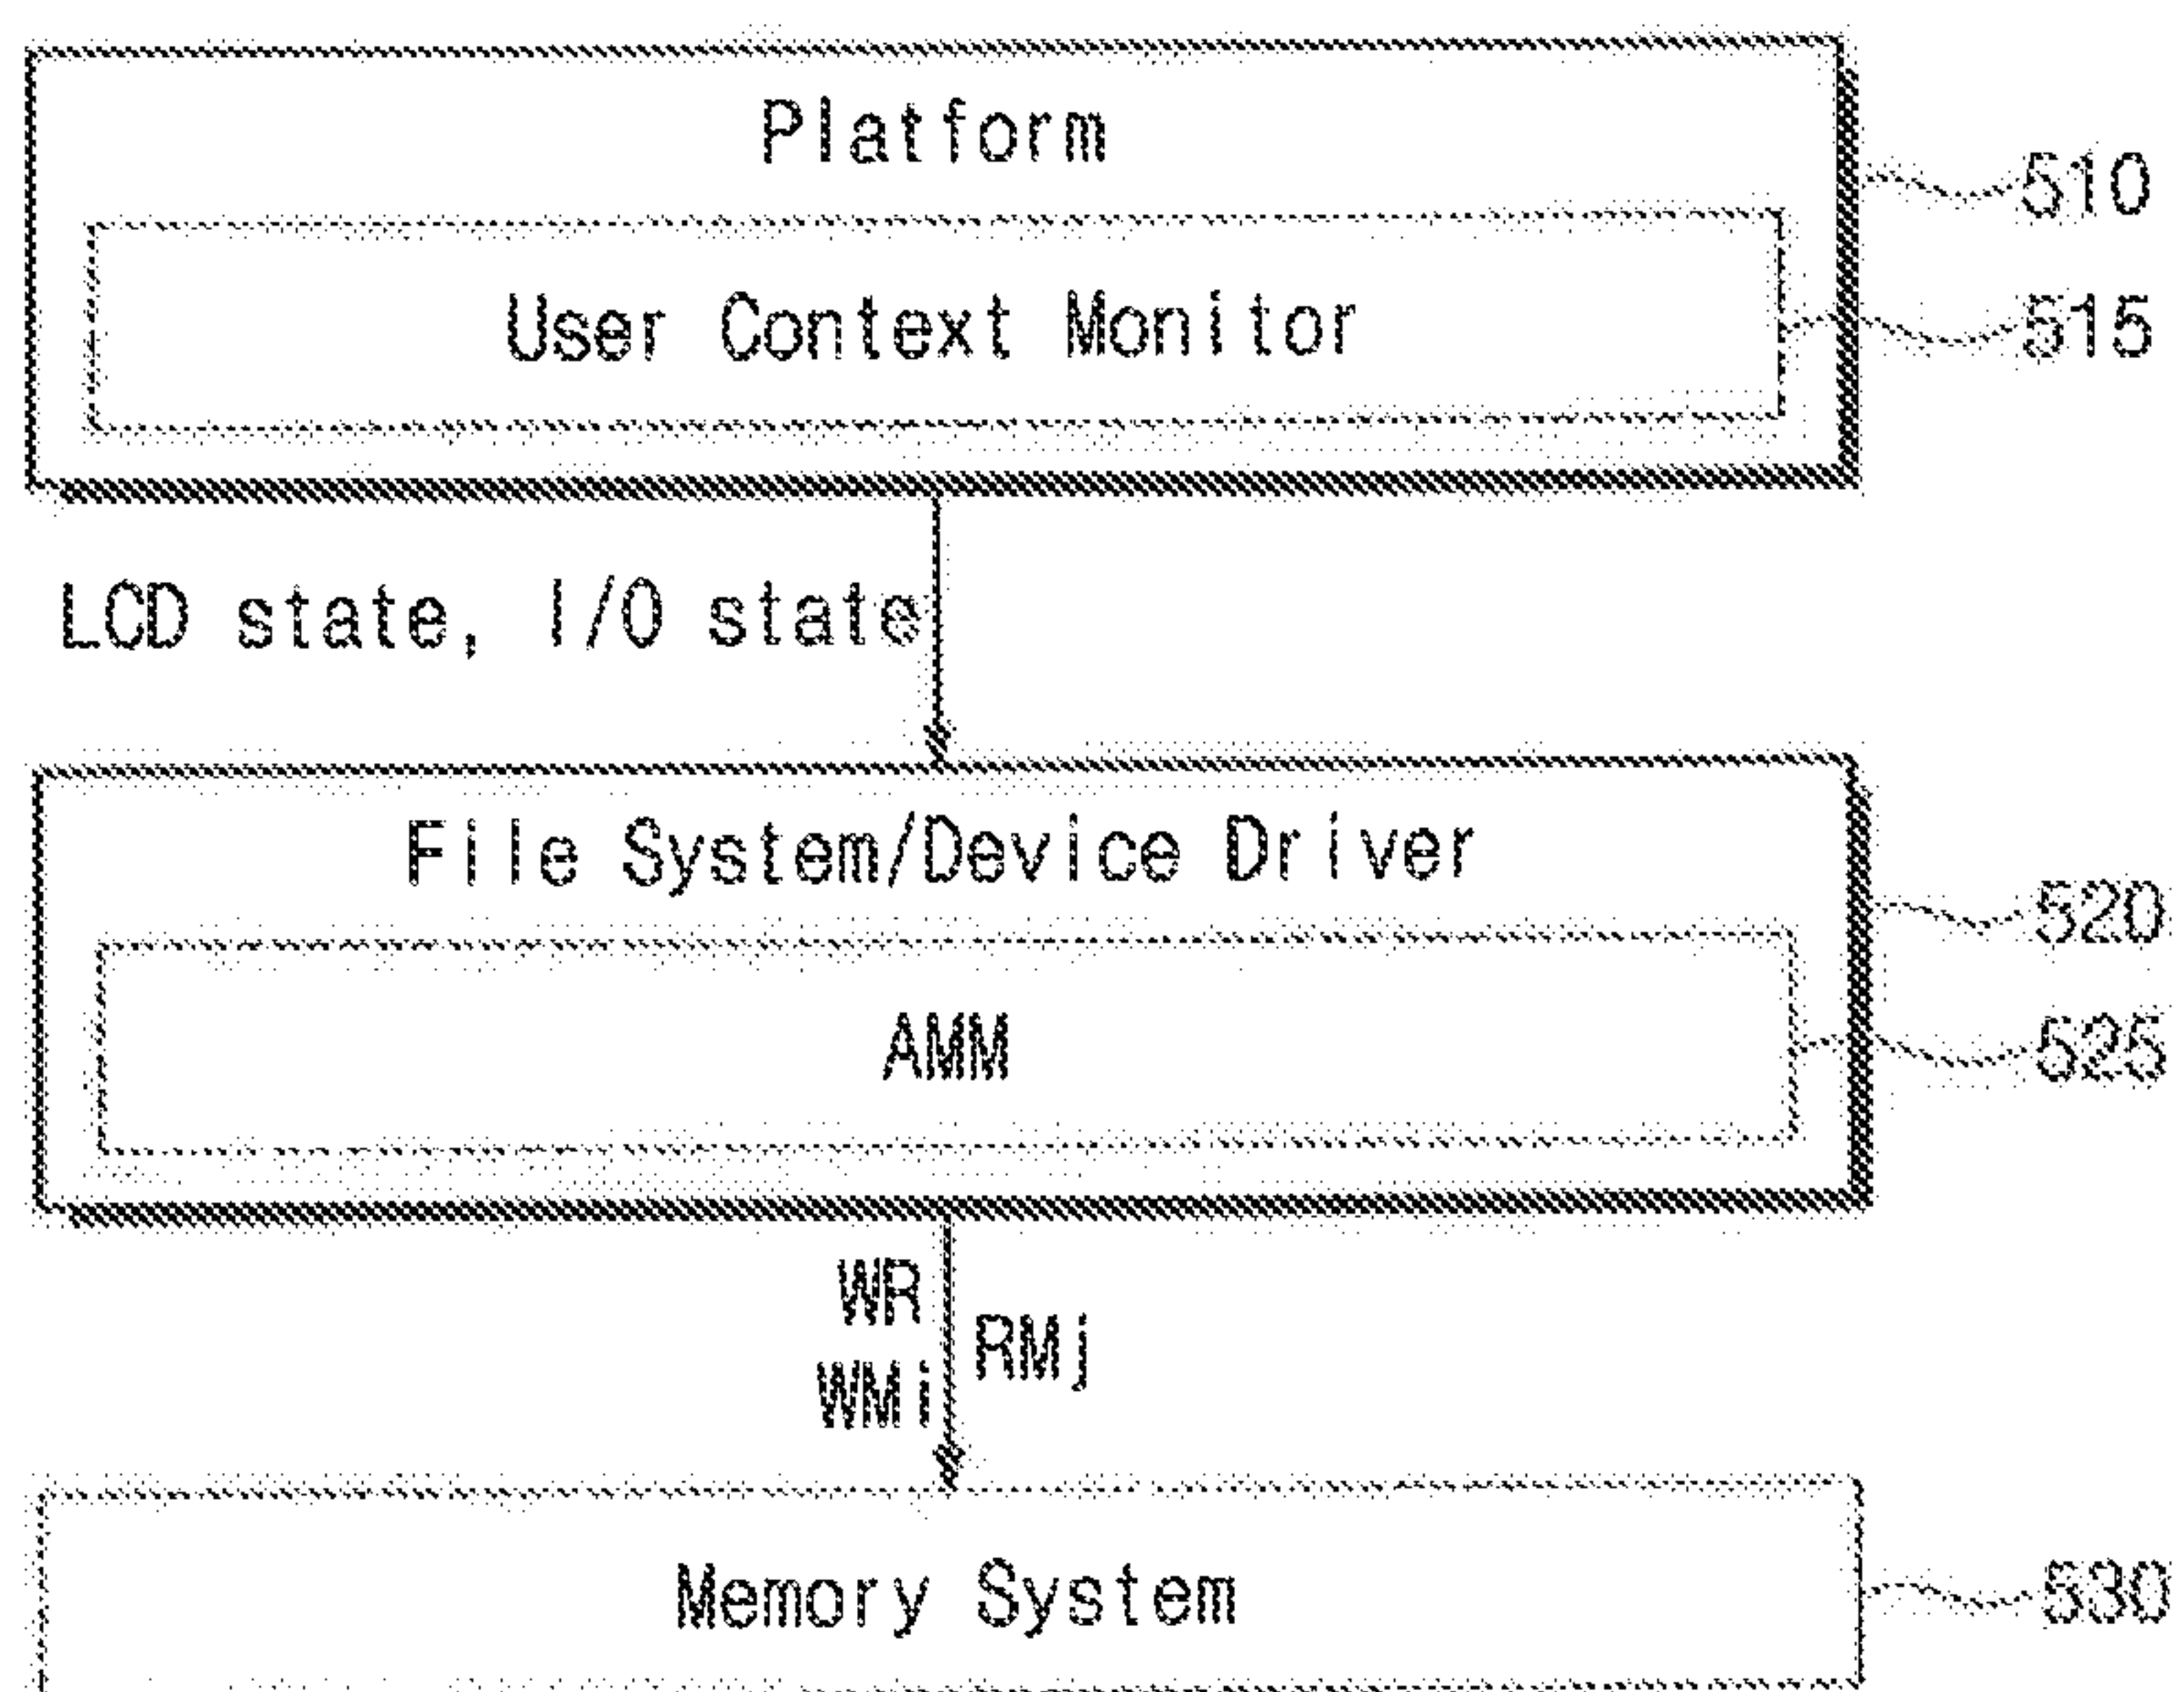 Platform
510
User Context Monitor
515
LCD state, I/O state
File System/Device Driver
520
AMM
525
WR
RMj
WMi
Memory System
530